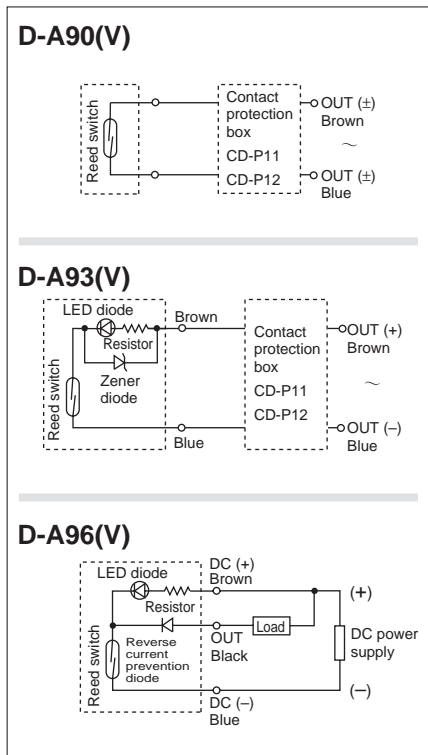 D-A90(V)
Reed switch
Contact
protection
box
CD-P11
CD-P12
OUT (±)
Brown
~
OUT (±)
Blue
D-A93(V)
LED diode
Resistor
Zener
diode
Reed switch
Brown
Blue
Contact
protection
box
CD-P11
CD-P12
OUT (+)
Brown
~
OUT (–)
Blue
D-A96(V)
LED diode
Resistor
Reverse
current
prevention
diode
Reed switch
DC (+)
Brown
OUT
Black
Load
DC (–)
Blue
(+)
DC power
supply
(–)